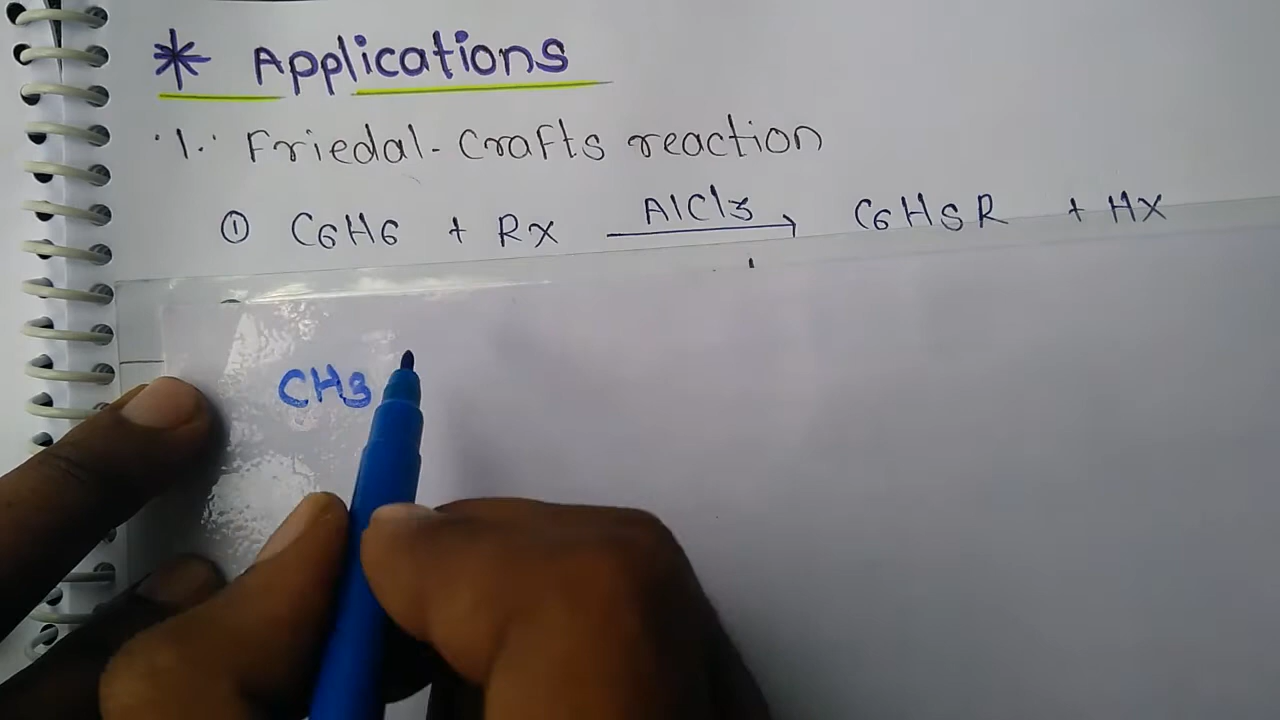 * Applications
1. Friedal-Crafts reaction
① C6H6 + RX AlCl3 → C6H5R + HX
CH3